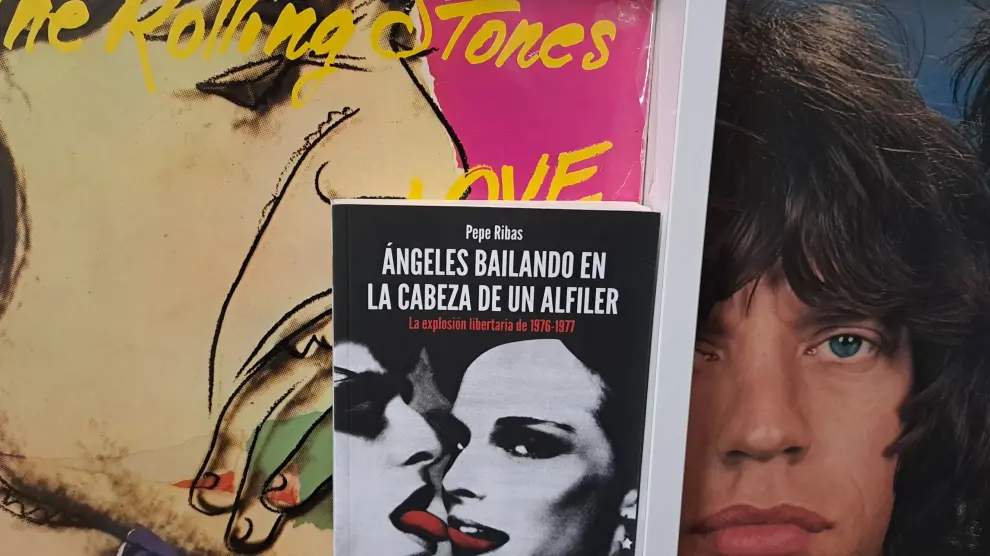 The Rolling Stones
LOVE
Pepe Ribas
ÁNGELES BAILANDO EN
LA CABEZA DE UN ALFILER
La explosión libertaria de 1976-1977